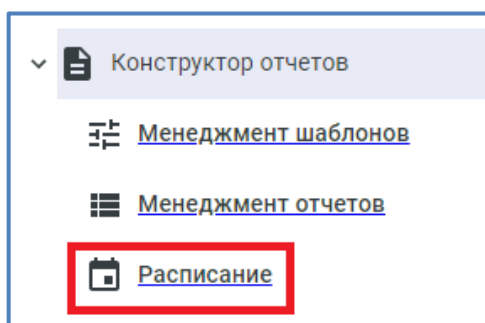 Конструктор отчетов
Менеджмент шаблонов
Менеджмент отчетов
Расписание